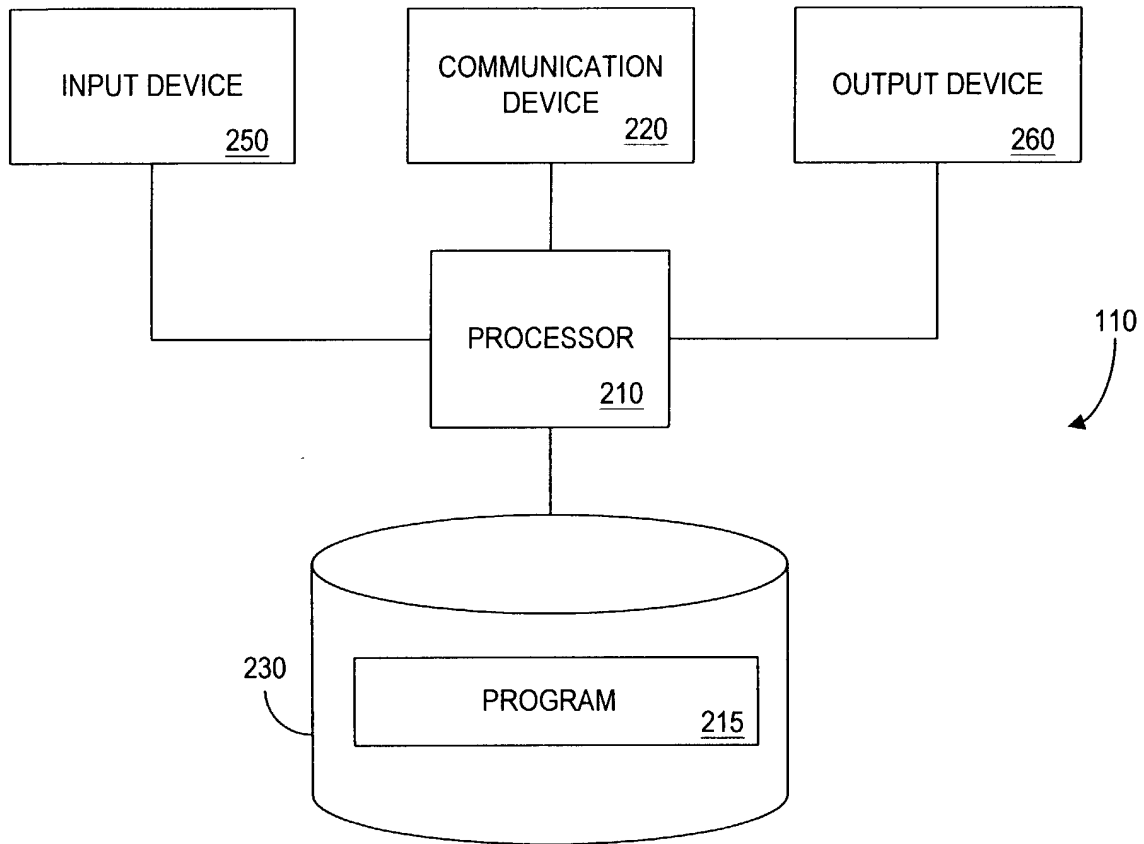 INPUT DEVICE
250
COMMUNICATION
DEVICE
220
OUTPUT DEVICE
260
PROCESSOR
210
110
230
PROGRAM
215